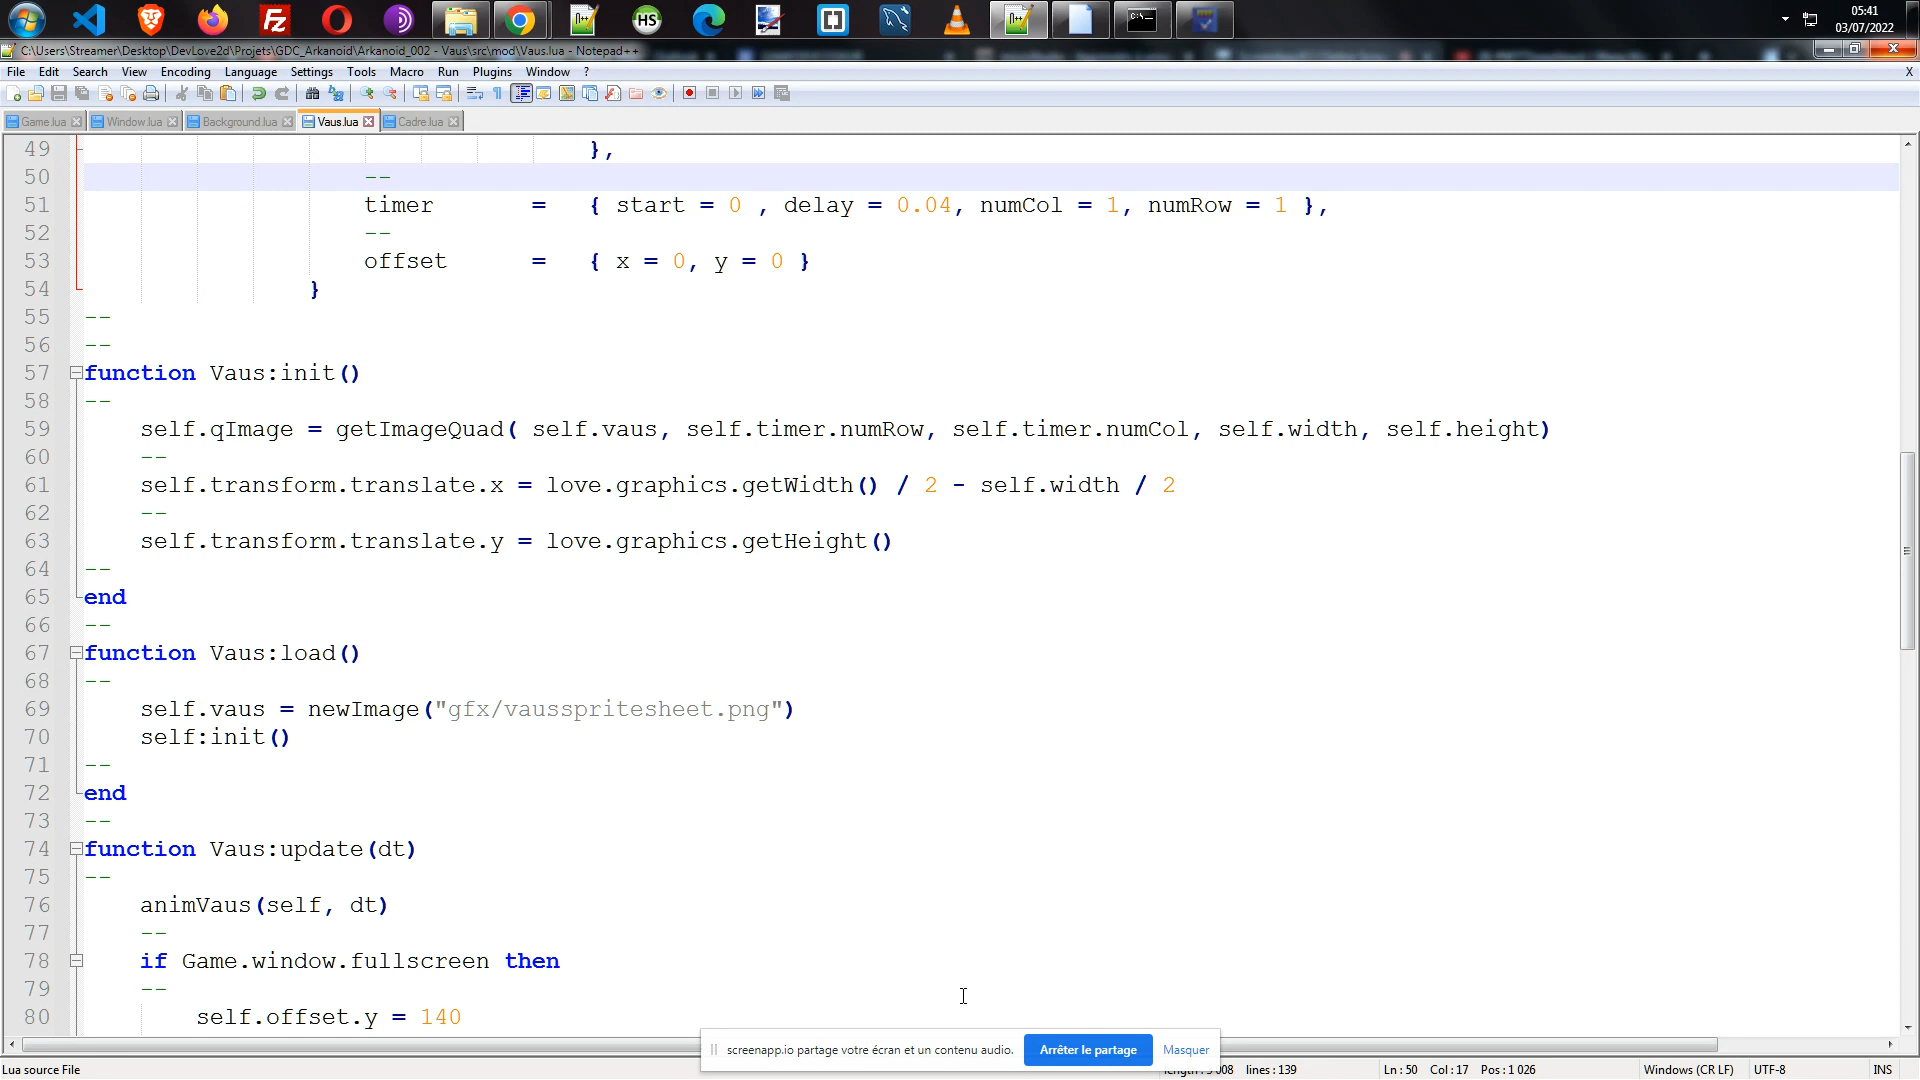 05:41
03/07/2022
C:\Users\Streamer\Desktop\DevLove2d\Projets\GDC_Arkanoid\Arkanoid_002 - Vaus\src\mod\Vaus.lua - Notepad++
File Edit Search View Encoding Language Settings Tools Macro Run Plugins Window ? X
Game.lua Window.lua Background.lua Vaus.lua Cadre.lua
49 },
50 --
51 timer = { start = 0 , delay = 0.04, numCol = 1, numRow = 1 },
52 --
53 offset = { x = 0, y = 0 }
54 }
55 --
56 --
57 function Vaus:init()
58 --
59 self.qImage = getImageQuad( self.vaus, self.timer.numRow, self.timer.numCol, self.width, self.height)
60 --
61 self.transform.translate.x = love.graphics.getWidth() / 2 - self.width / 2
62 --
63 self.transform.translate.y = love.graphics.getHeight()
64 --
65 end
66 --
67 function Vaus:load()
68 --
69 self.vaus = newImage("gfx/vausspritesheet.png")
70 self:init()
71 --
72 end
73 --
74 function Vaus:update(dt)
75 --
76 animVaus(self, dt)
77 --
78 if Game.window.fullscreen then
79 --
80 self.offset.y = 140
screenapp.io partage votre écran et un contenu audio. Arrêter le partage Masquer
Lua source File lines : 139 Ln : 50 Col : 17 Pos : 1 026 Windows (CR LF) UTF-8 INS